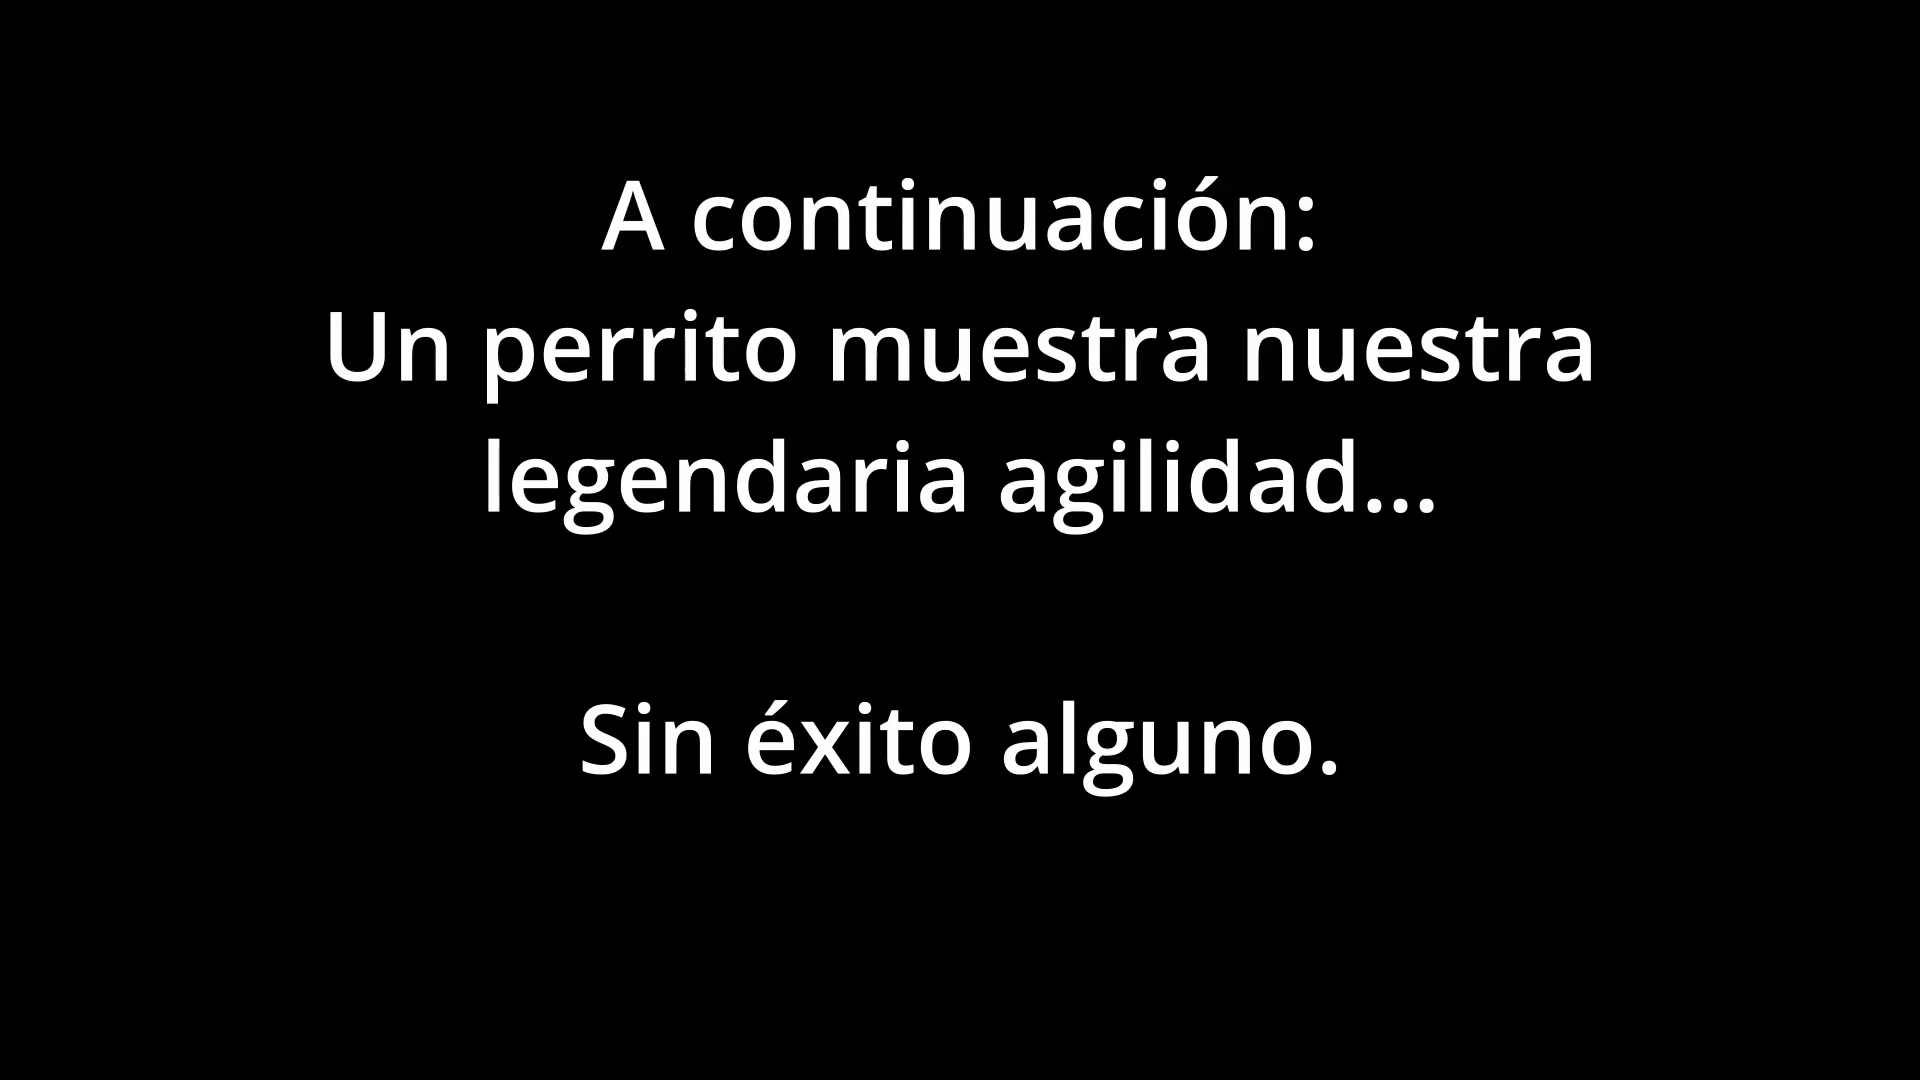 A continuación:
Un perrito muestra nuestra
legendaria agilidad...
Sin éxito alguno.